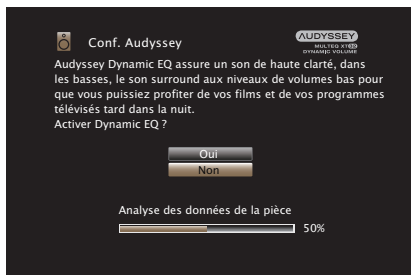 Conf. Audyssey
AUDYSSEY
MULTEQ XT32
DYNAMIC VOLUME
Audyssey Dynamic EQ assure un son de haute clarté, dans
les basses, le son surround aux niveaux de volumes bas pour
que vous puissiez profiter de vos films et de vos programmes
télévisés tard dans la nuit.
Activer Dynamic EQ ?
Oui
Non
Analyse des données de la pièce
50%